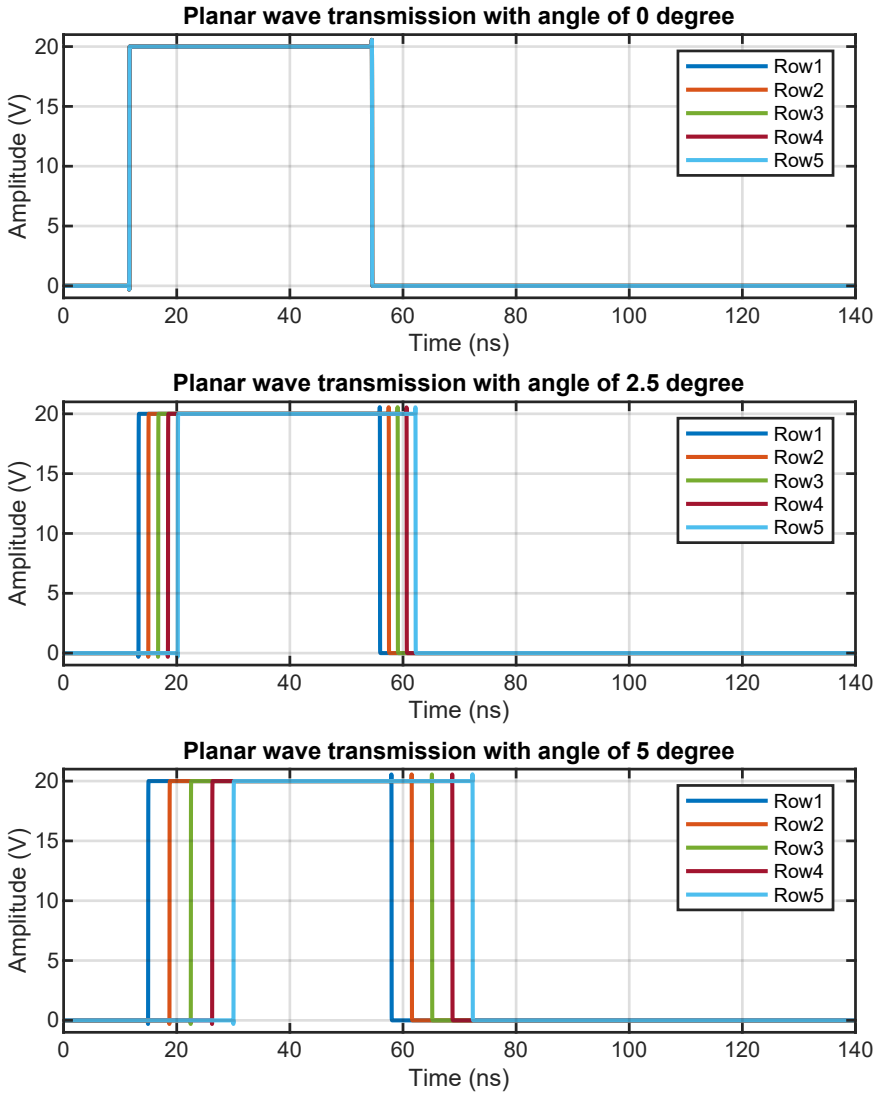 Planar wave transmission with angle of 0 degree
20
15
10
5
0
Amplitude (V)
Row1
Row2
Row3
Row4
Row5
0 20 40 60 80 100 120 140
Time (ns)
Planar wave transmission with angle of 2.5 degree
20
15
10
5
0
Amplitude (V)
Row1
Row2
Row3
Row4
Row5
0 20 40 60 80 100 120 140
Time (ns)
Planar wave transmission with angle of 5 degree
20
15
10
5
0
Amplitude (V)
Row1
Row2
Row3
Row4
Row5
0 20 40 60 80 100 120 140
Time (ns)